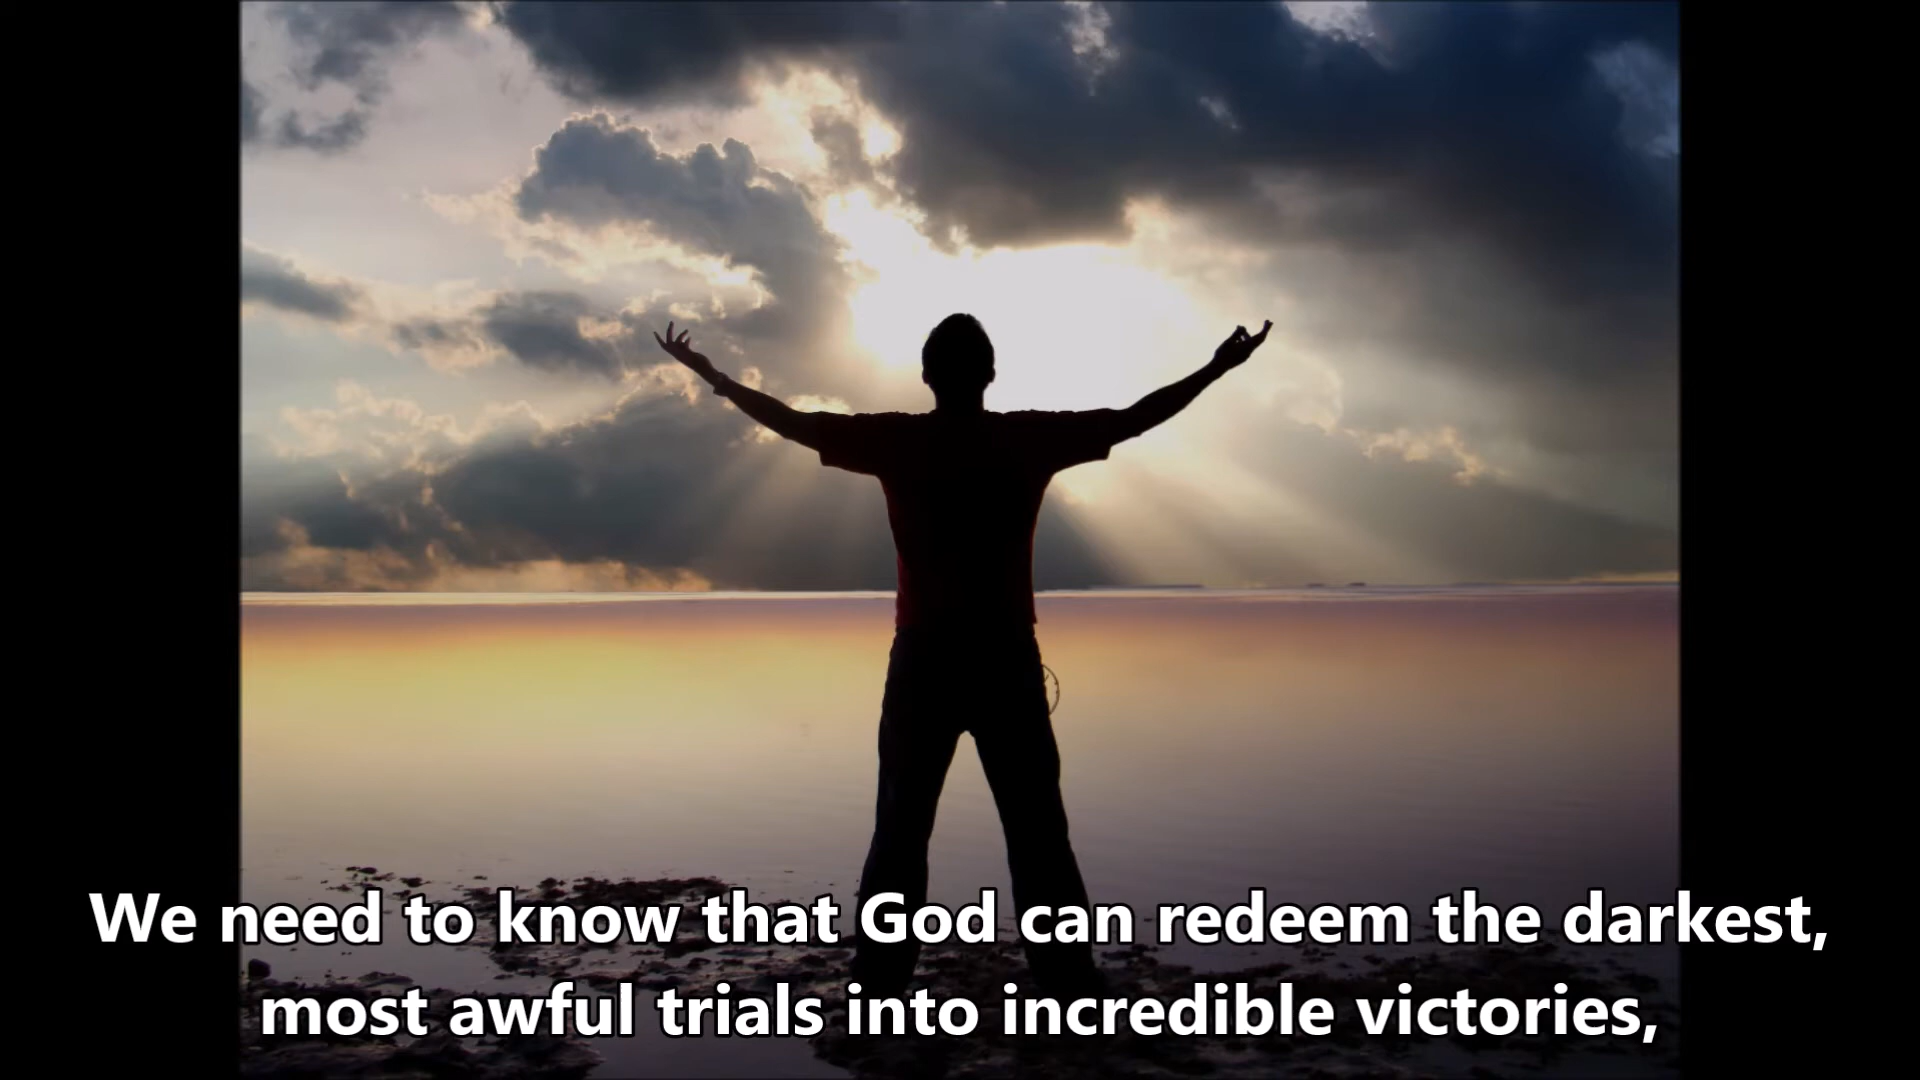 We need to know that God can redeem the darkest,
most awful trials into incredible victories,